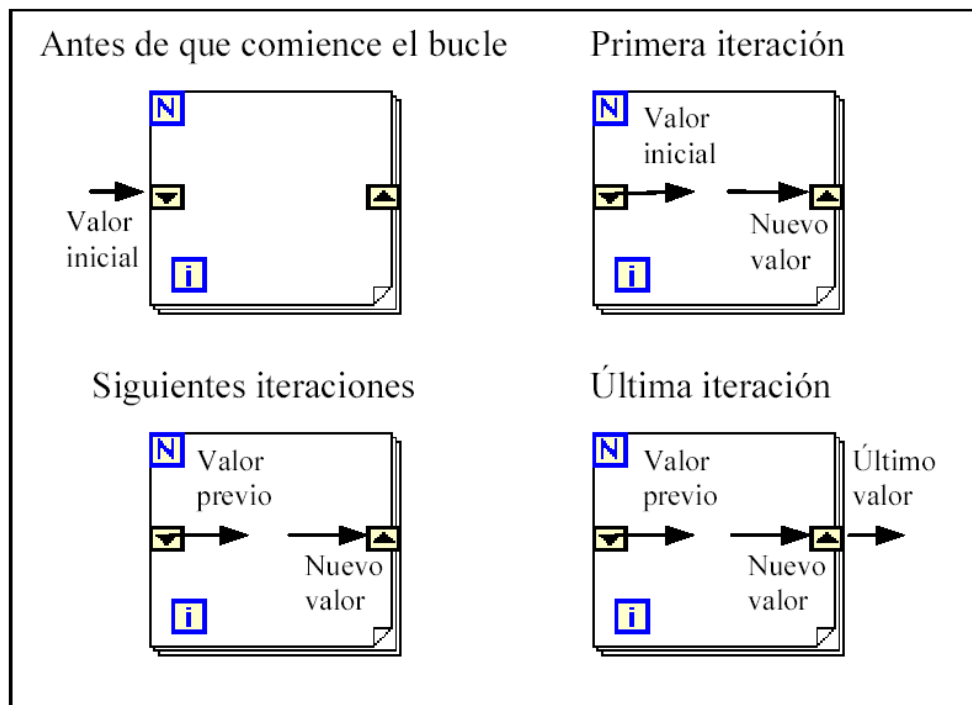 Antes de que comience el bucle
N
Valor
inicial
i
Primera iteración
N
Valor
inicial
Nuevo
valor
i
Siguientes iteraciones
N
Valor
previo
Nuevo
valor
i
Última iteración
N
Valor
previo
Nuevo
valor
i
Último
valor